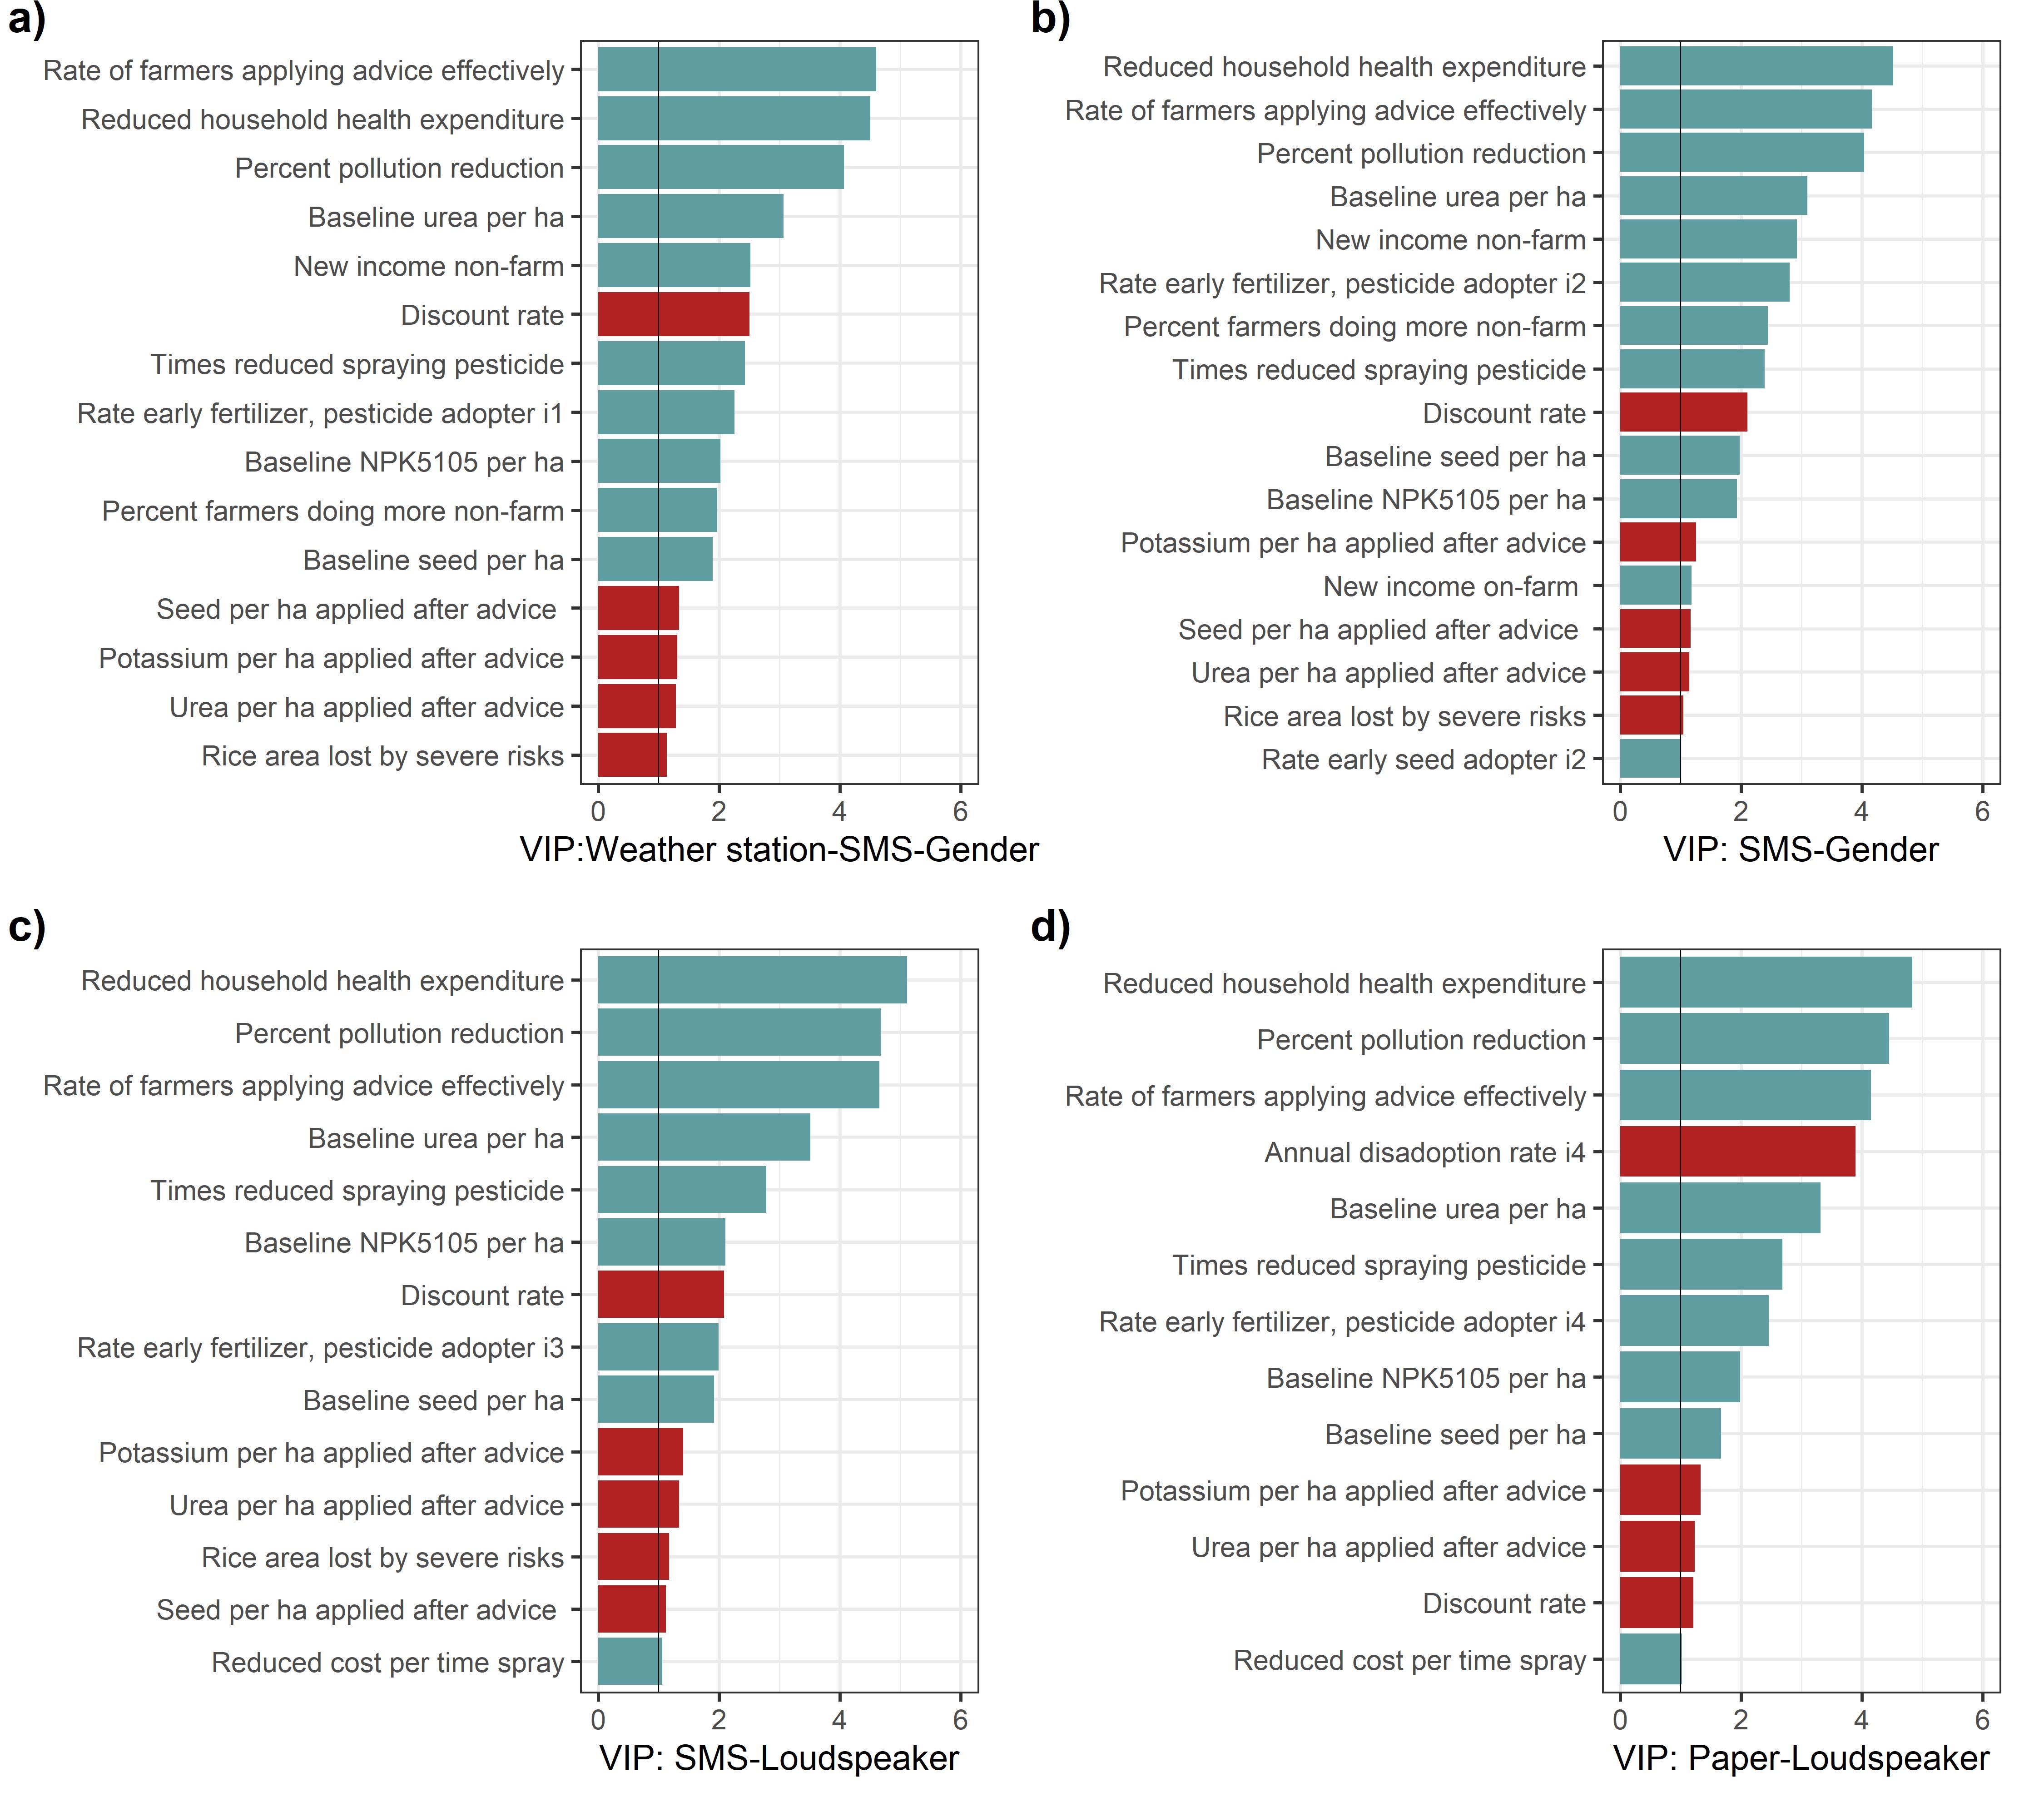 a)
Rate of farmers applying advice effectively
Reduced household health expenditure
Percent pollution reduction
Baseline urea per ha
New income non-farm
Discount rate
Times reduced spraying pesticide
Rate early fertilizer, pesticide adopter i1
Baseline NPK5105 per ha
Percent farmers doing more non-farm
Baseline seed per ha
Seed per ha applied after advice
Potassium per ha applied after advice
Urea per ha applied after advice
Rice area lost by severe risks
0 2 4 6
VIP:Weather station-SMS-Gender
b)
Reduced household health expenditure
Rate of farmers applying advice effectively
Percent pollution reduction
Baseline urea per ha
New income non-farm
Rate early fertilizer, pesticide adopter i2
Percent farmers doing more non-farm
Times reduced spraying pesticide
Discount rate
Baseline seed per ha
Baseline NPK5105 per ha
Potassium per ha applied after advice
New income on-farm
Seed per ha applied after advice
Urea per ha applied after advice
Rice area lost by severe risks
Rate early seed adopter i2
0 2 4 6
VIP: SMS-Gender
c)
Reduced household health expenditure
Percent pollution reduction
Rate of farmers applying advice effectively
Baseline urea per ha
Times reduced spraying pesticide
Baseline NPK5105 per ha
Discount rate
Rate early fertilizer, pesticide adopter i3
Baseline seed per ha
Potassium per ha applied after advice
Urea per ha applied after advice
Rice area lost by severe risks
Seed per ha applied after advice
Reduced cost per time spray
0 2 4 6
VIP: SMS-Loudspeaker
d)
Reduced household health expenditure
Percent pollution reduction
Rate of farmers applying advice effectively
Annual disadoption rate i4
Baseline urea per ha
Times reduced spraying pesticide
Rate early fertilizer, pesticide adopter i4
Baseline NPK5105 per ha
Baseline seed per ha
Potassium per ha applied after advice
Urea per ha applied after advice
Discount rate
Reduced cost per time spray
0 2 4 6
VIP: Paper-Loudspeaker